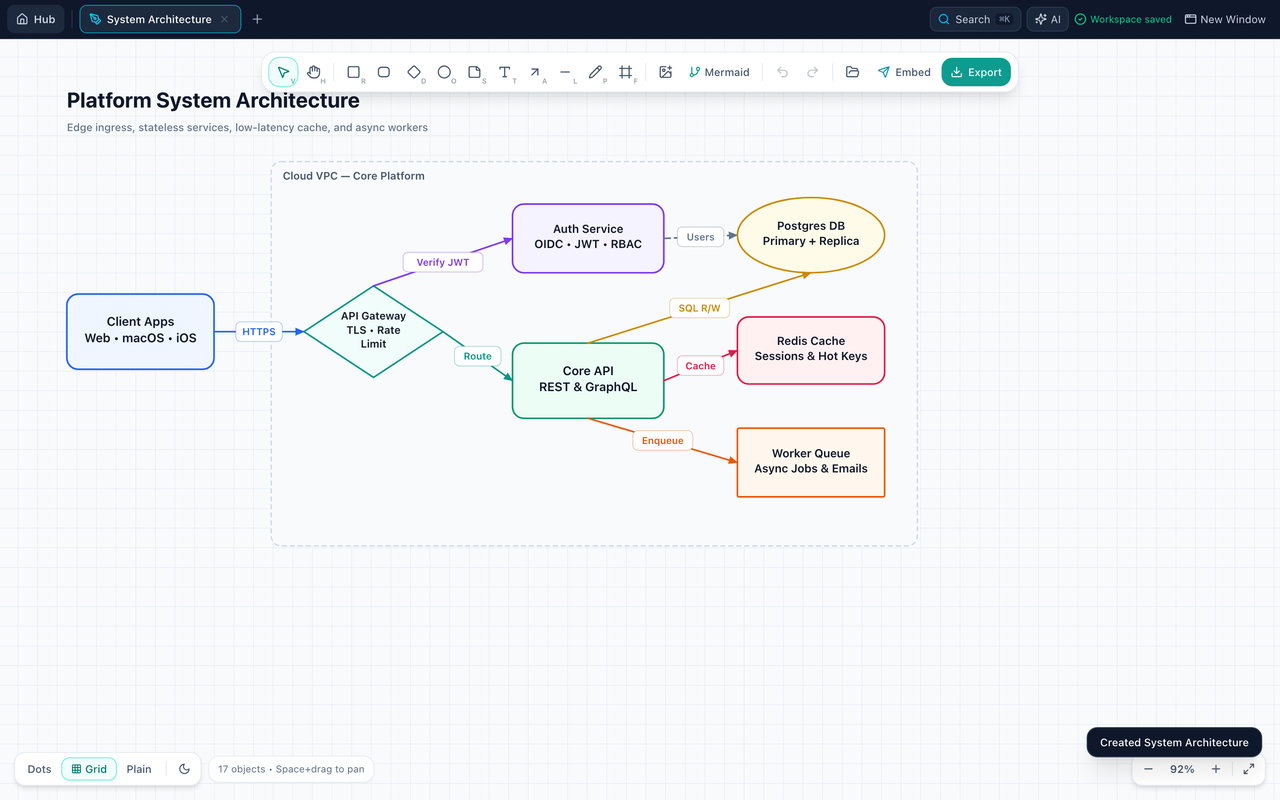 Hub
System Architecture
Search ⌘K
AI
Workspace saved
New Window
V
H
R
D
O
S
T
A
L
P
F
Mermaid
Embed
Export
Platform System Architecture
Edge ingress, stateless services, low-latency cache, and async workers
Cloud VPC — Core Platform
Auth Service
OIDC • JWT • RBAC
Users
Postgres DB
Primary + Replica
Verify JWT
Client Apps
Web • macOS • iOS
HTTPS
API Gateway
TLS • Rate
Limit
SQL R/W
Route
Core API
REST & GraphQL
Cache
Redis Cache
Sessions & Hot Keys
Enqueue
Worker Queue
Async Jobs & Emails
Created System Architecture
Dots
Grid
Plain
17 objects • Space+drag to pan
92%